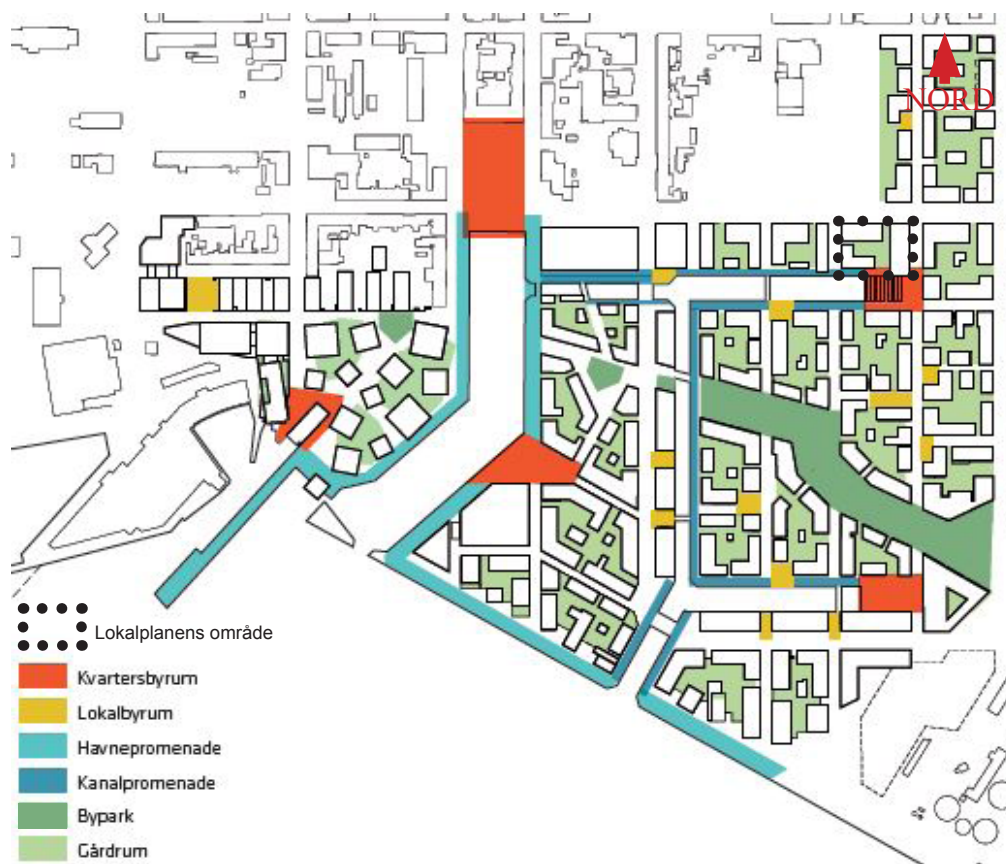 NORD
Lokalplanens område
Kvartersbyrum
Lokalbyrum
Havnepromenade
Kanalpromenade
Bypark
Gårdrum